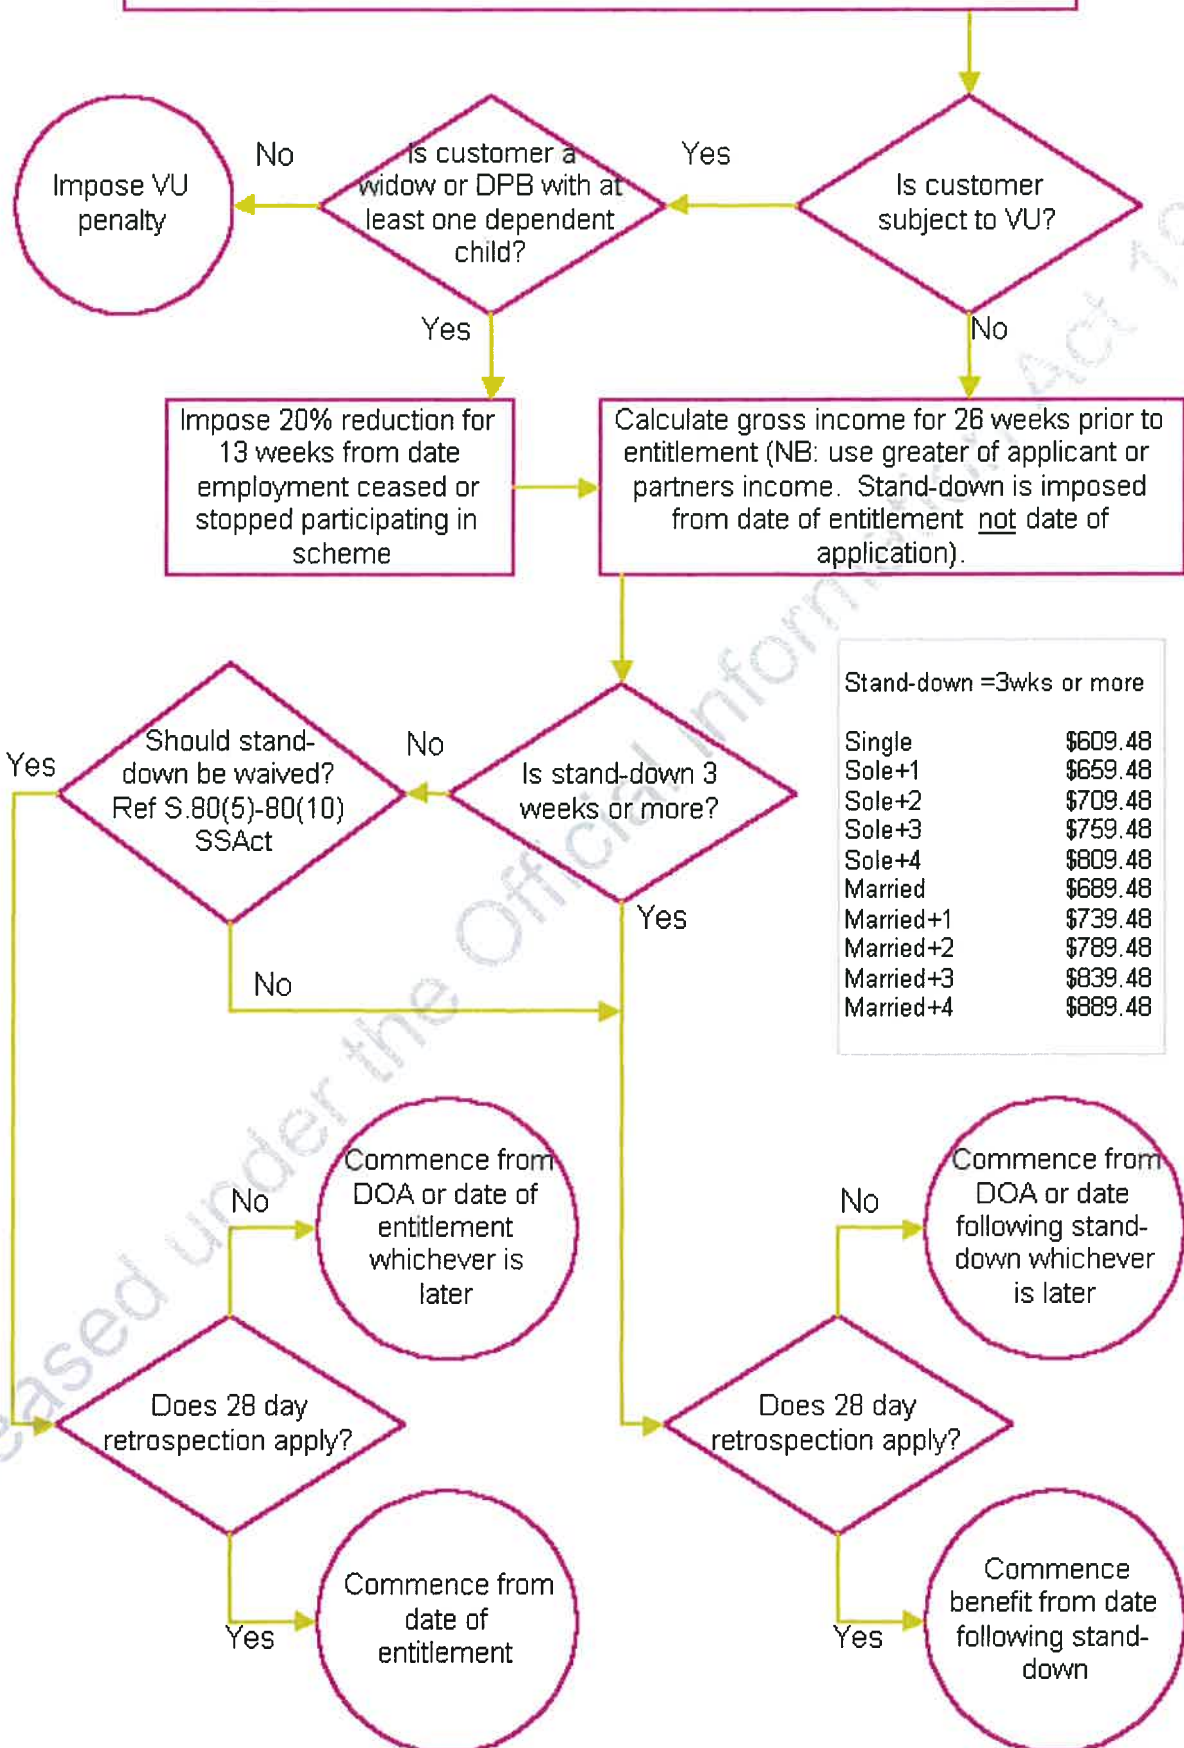 No
Yes
Impose VU
penalty
Is customer a
widow or DPB with at
least one dependent
child?
Is customer
subject to VU?
Yes
No
Impose 20% reduction for
13 weeks from date
employment ceased or
stopped participating in
scheme
Calculate gross income for 26 weeks prior to
entitlement (NB: use greater of applicant or
partners income. Stand-down is imposed
from date of entitlement not date of
application).
Yes
Should stand-
down be waived?
Ref S.80(5)-80(10)
SSAct
No
Is stand-down 3
weeks or more?
Yes
No
Stand-down =3wks or more
Single $609.48
Sole+1 $659.48
Sole+2 $709.48
Sole+3 $759.48
Sole+4 $809.48
Married $689.48
Married+1 $739.48
Married+2 $789.48
Married+3 $839.48
Married+4 $889.48
No
Commence from
DOA or date of
entitlement
whichever is
later
No
Commence from
DOA or date
following stand-
down whichever
is later
Does 28 day
retrospection apply?
Does 28 day
retrospection apply?
Yes
Commence from
date of
entitlement
Yes
Commence
benefit from date
following stand-
down
eased under the Official Information Act 19